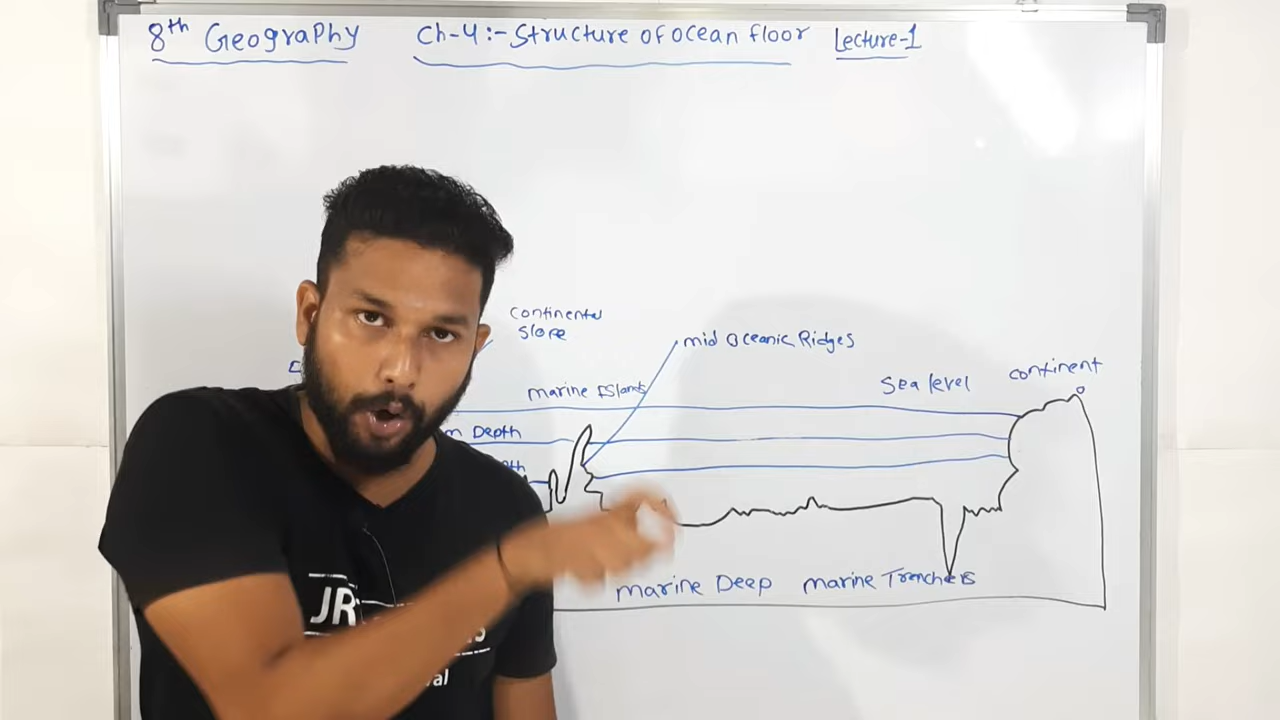 8th Geography Ch-4:- Structure of ocean floor Lecture-1
continental
slope
mid Oceanic Ridges
continent
Sea level
marine Islands
Depth
marine Deep marine Trenchers
JR